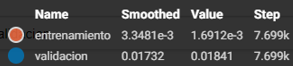 Name Smoothed Value Step
entrenamiento 3.3481e-3 1.6912e-3 7.699k
validacion 0.01732 0.01841 7.699k